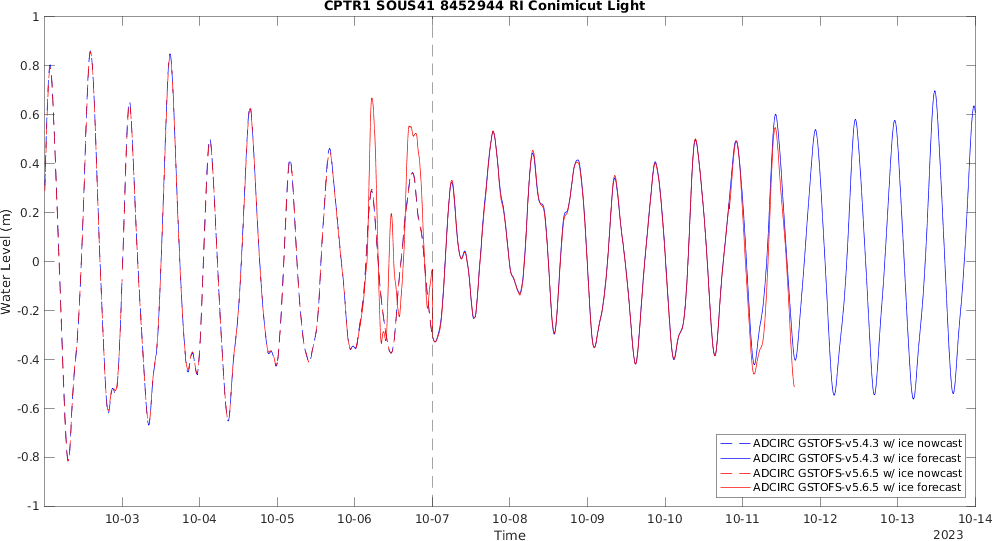 CPTR1 SOUS41 8452944 RI Conimicut Light
1
0.8
0.6
0.4
0.2
0
-0.2
-0.4
-0.6
-0.8
-1
Water Level (m)
ADCIRC GSTOFS-v5.4.3 w/ ice nowcast
ADCIRC GSTOFS-v5.4.3 w/ ice forecast
ADCIRC GSTOFS-v5.6.5 w/ ice nowcast
ADCIRC GSTOFS-v5.6.5 w/ ice forecast
10-03 10-04 10-05 10-06 10-07 10-08 10-09 10-10 10-11 10-12 10-13 10-14
Time
2023